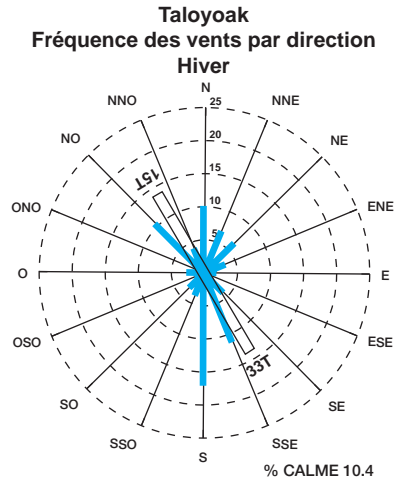 Taloyoak
Fréquence des vents par direction
Hiver
N
NNO
NNE
25
20
15
10
5
NO
NE
15T
ONO
ENE
O
E
OSO
ESE
33T
SO
SE
SSO
SSE
S
% CALME 10.4